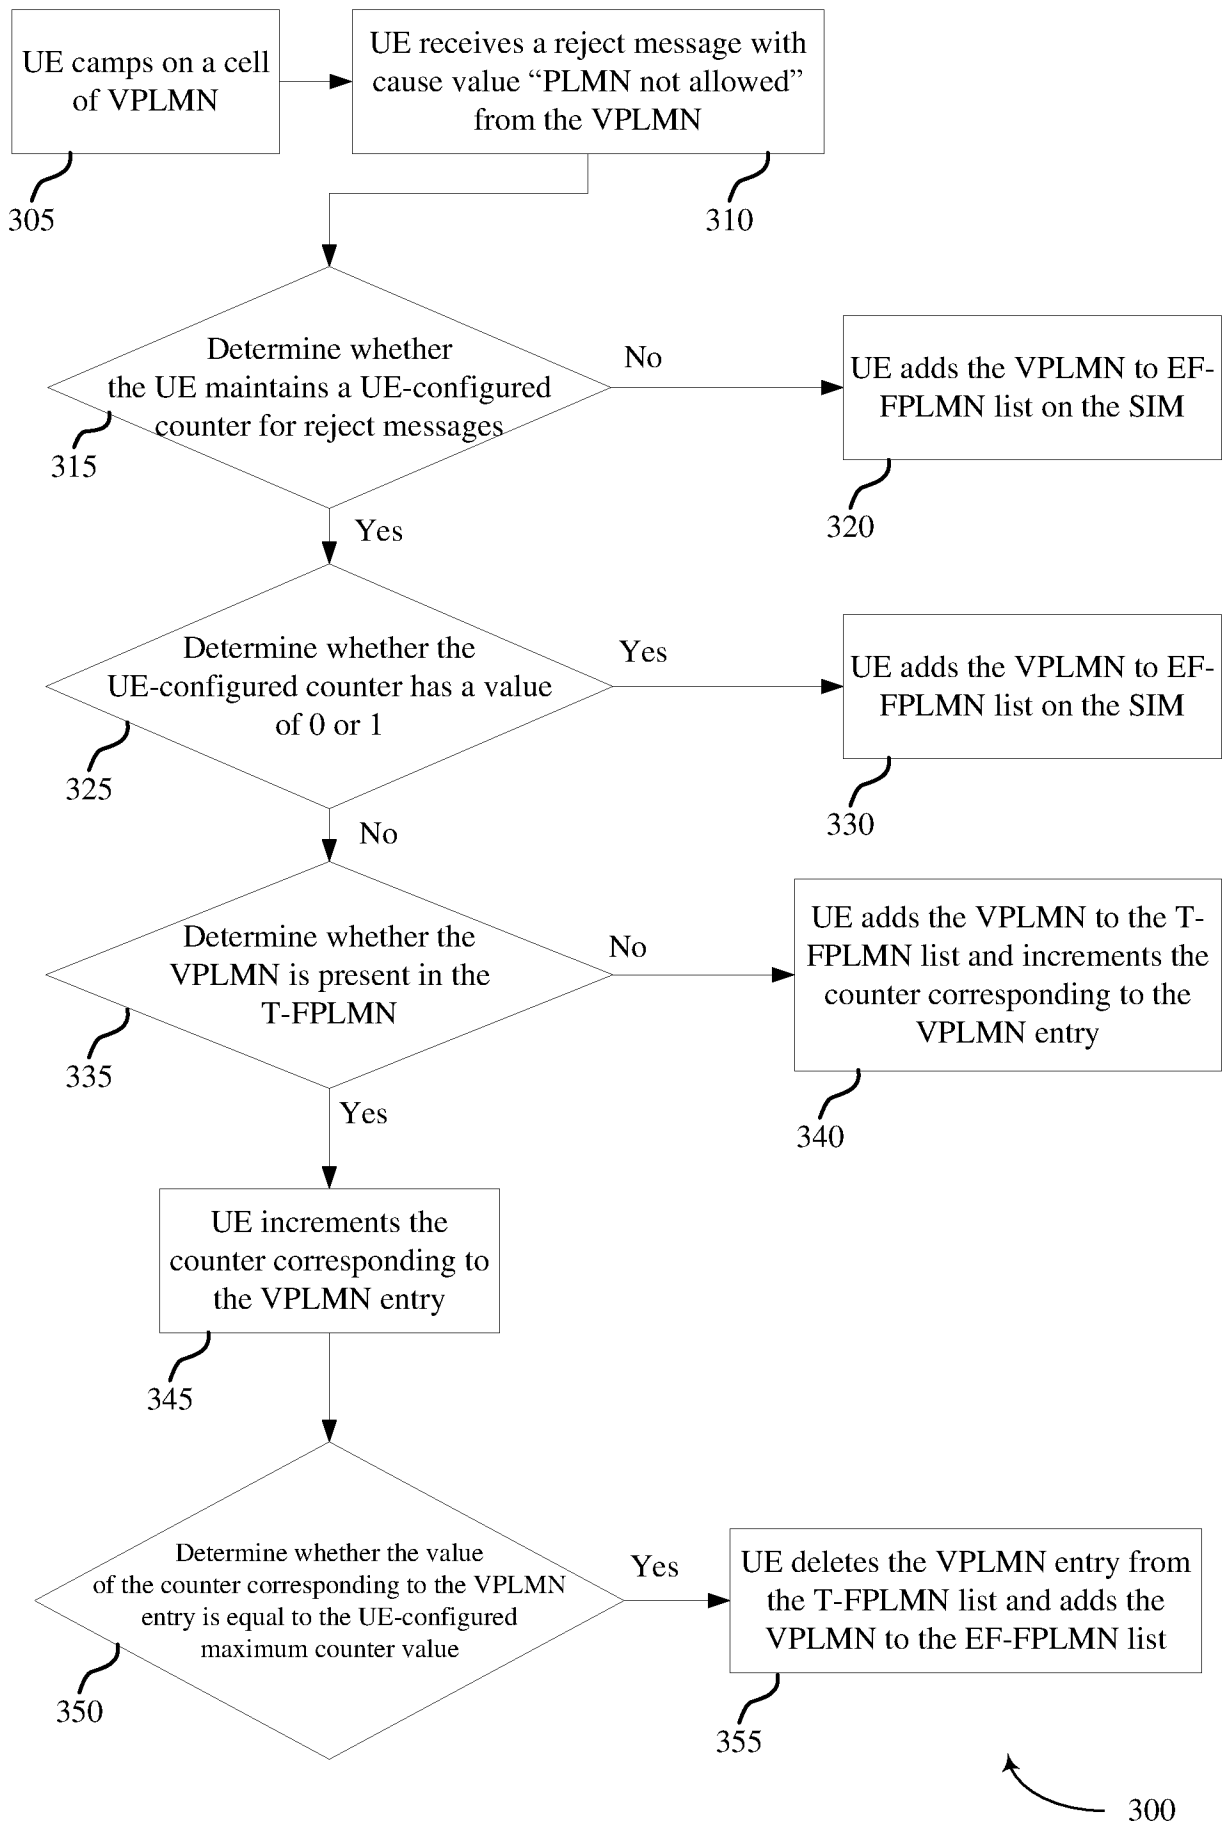 UE camps on a cell
of VPLMN
305
UE receives a reject message with
cause value “PLMN not allowed”
from the VPLMN
310
Determine whether
the UE maintains a UE-configured
counter for reject messages
315
No
UE adds the VPLMN to EF-
FPLMN list on the SIM
320
Yes
Determine whether the
UE-configured counter has a value
of 0 or 1
325
Yes
UE adds the VPLMN to EF-
FPLMN list on the SIM
330
No
Determine whether the
VPLMN is present in the
T-FPLMN
335
No
UE adds the VPLMN to the T-
FPLMN list and increments the
counter corresponding to the
VPLMN entry
340
Yes
UE increments the
counter corresponding to
the VPLMN entry
345
Determine whether the value
of the counter corresponding to the VPLMN
entry is equal to the UE-configured
maximum counter value
350
Yes
UE deletes the VPLMN entry from
the T-FPLMN list and adds the
VPLMN to the EF-FPLMN list
355
300